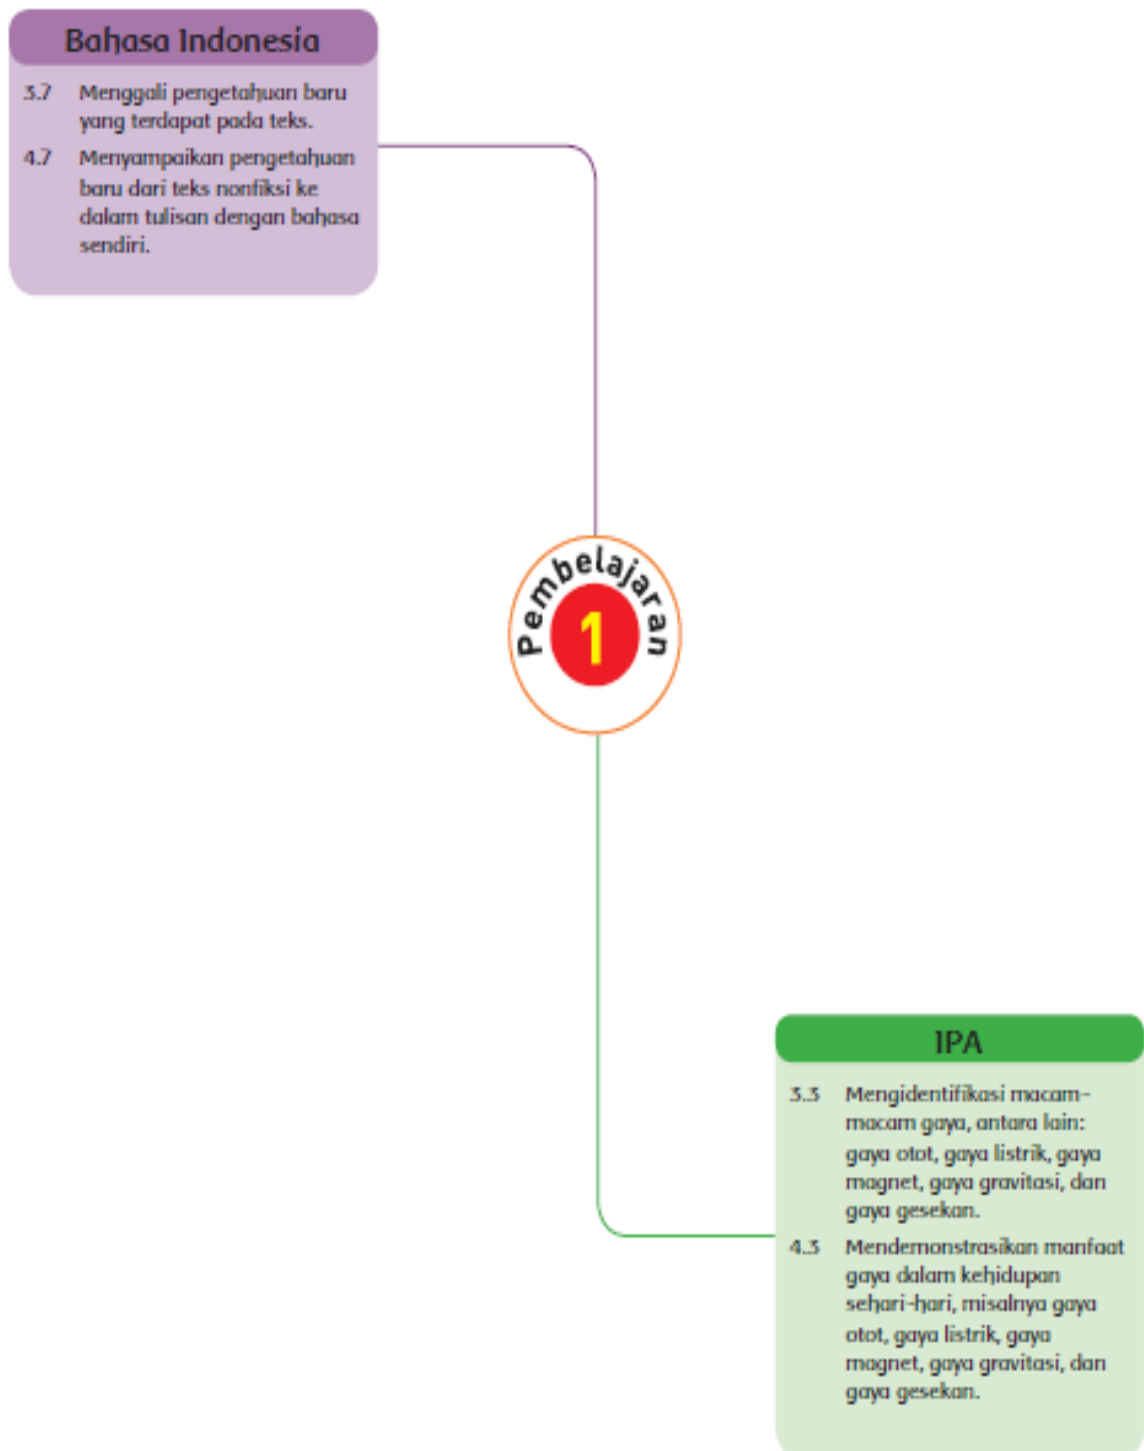 Bahasa Indonesia
3.7 Menggali pengetahuan baru
yang terdapat pada teks.
4.7 Menyampaikan pengetahuan
baru dari teks nonfiksi ke
dalam tulisan dengan bahasa
sendiri.
Pembelajaran
1
IPA
3.3 Mengidentifikasi macam-
macam gaya, antara lain:
gaya otot, gaya listrik, gaya
magnet, gaya gravitasi, dan
gaya gesekan.
4.3 Mendemonstrasikan manfaat
gaya dalam kehidupan
sehari-hari, misalnya gaya
otot, gaya listrik, gaya
magnet, gaya gravitasi, dan
gaya gesekan.